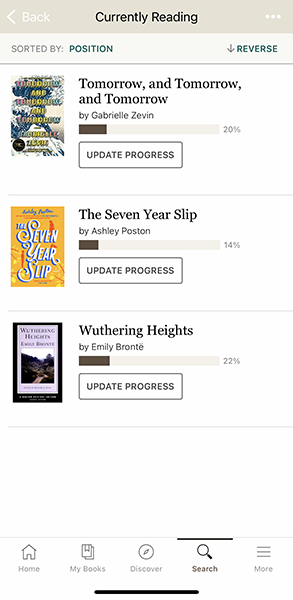 Back
Currently Reading
SORTED BY: POSITION
REVERSE
TOMORROW
AND
TOMORROW
AND
TOMORROW
Tomorrow, and Tomorrow,
and Tomorrow
by Gabrielle Zevin
20%
UPDATE PROGRESS
Ashley Poston
THE
SEVEN
YEAR
SLIP
The Seven Year Slip
by Ashley Poston
14%
UPDATE PROGRESS
WUTHERING
HEIGHTS
EMILY BRONTË
Wuthering Heights
by Emily Brontë
22%
UPDATE PROGRESS
Home
My Books
Discover
Search
More